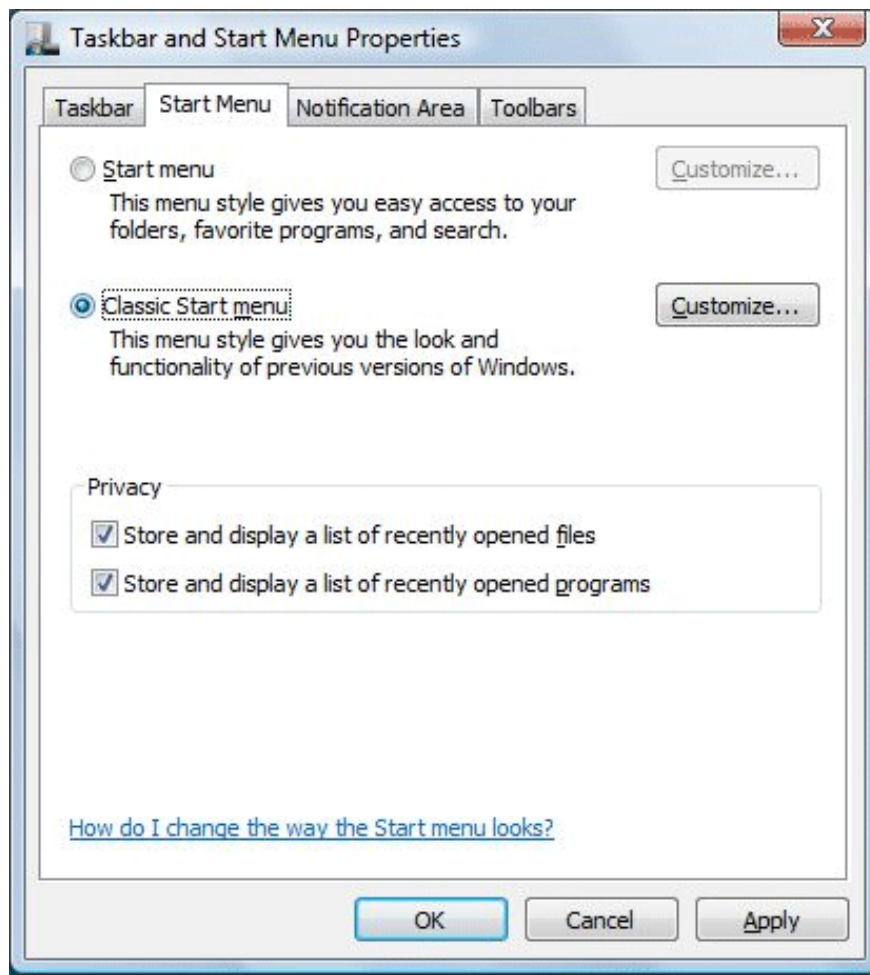 Taskbar and Start Menu Properties
Taskbar
Start Menu
Notification Area
Toolbars
Start menu
Customize...
This menu style gives you easy access to your
folders, favorite programs, and search.
Classic Start menu
Customize...
This menu style gives you the look and
functionality of previous versions of Windows.
Privacy
Store and display a list of recently opened files
Store and display a list of recently opened programs
How do I change the way the Start menu looks?
OK
Cancel
Apply